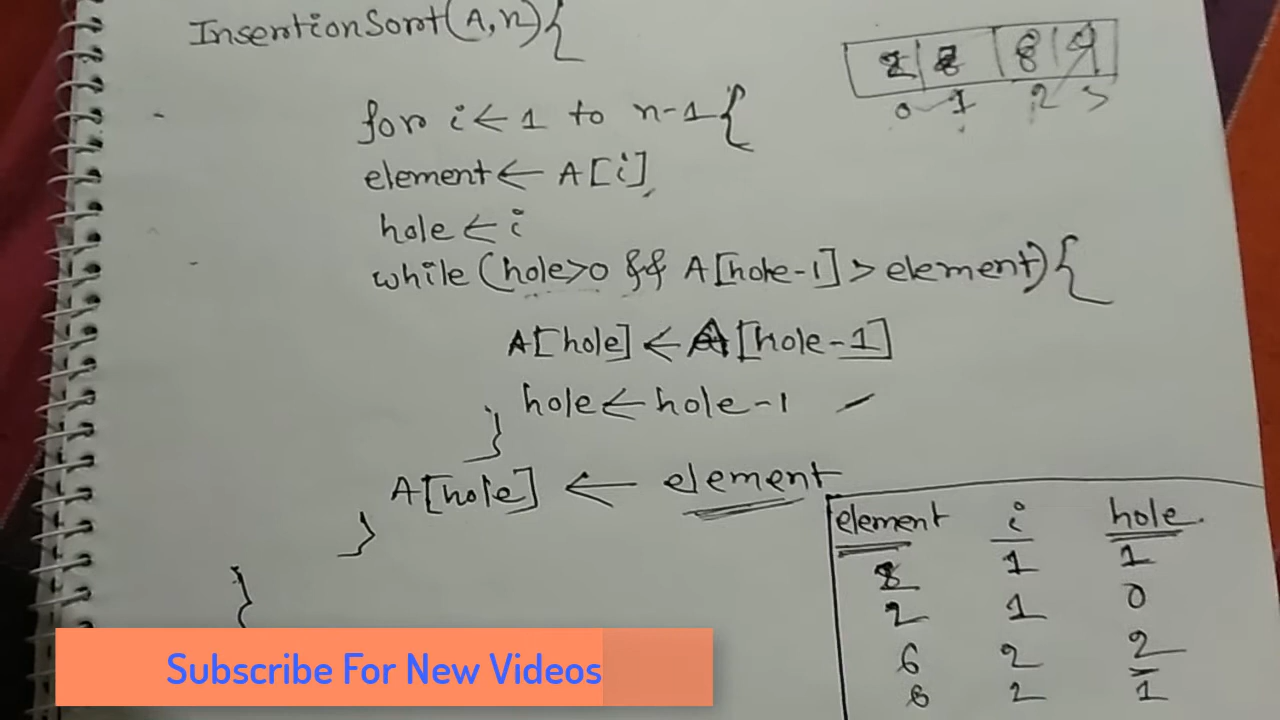 InsertionSort(A,n){
for i ← 1 to n-1{
element ← A[i]
hole ← i
while (hole>0 && A[hole-1] > element){
A[hole] ← A[hole-1]
hole ← hole-1
}
A[hole] ← element
}
}
8 9
0 1 2 3
element i hole
1 1
2 1 0
6 2 2
6 2 1
Subscribe For New Videos